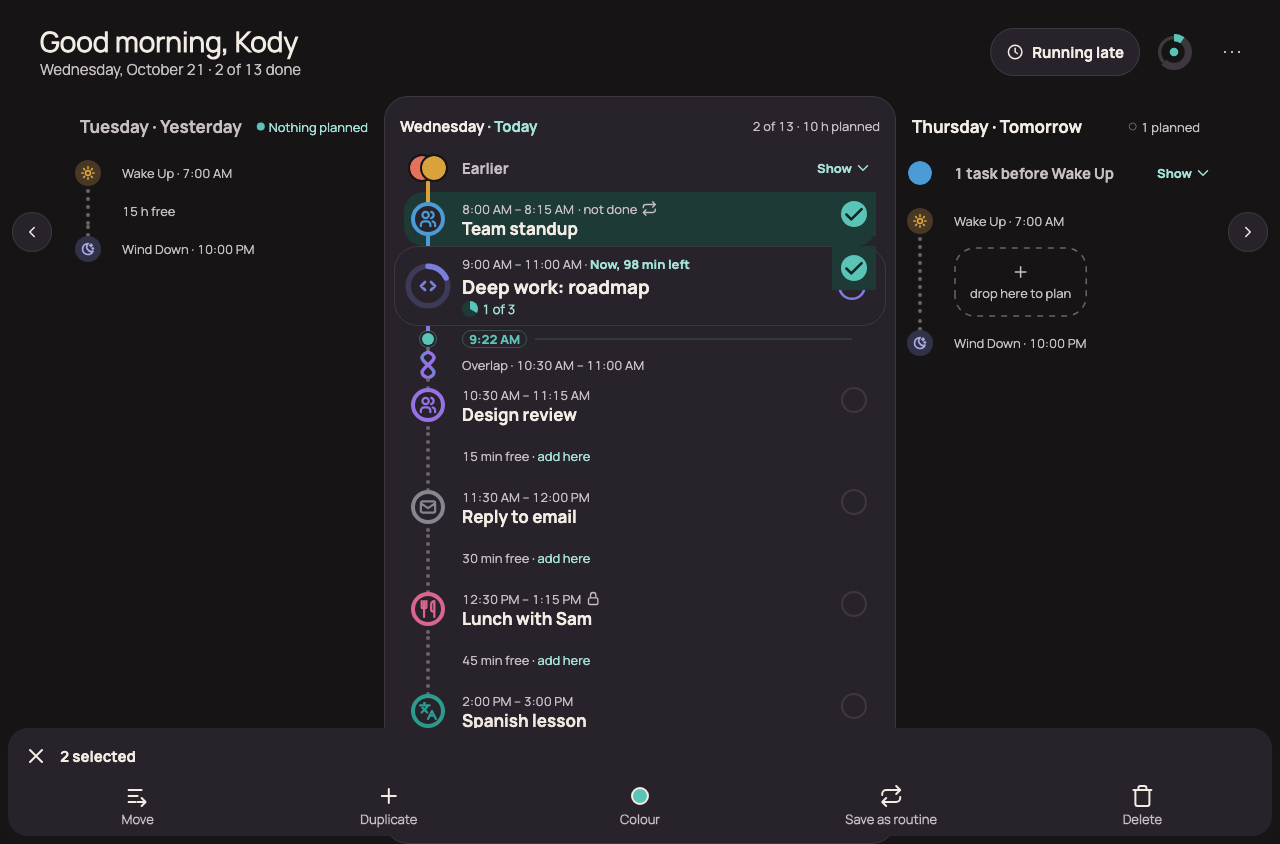 Good morning, Kody
Wednesday, October 21 · 2 of 13 done
Running late
Tuesday · Yesterday
Nothing planned
Wake Up · 7:00 AM
15 h free
Wind Down · 10:00 PM
Wednesday · Today
2 of 13 · 10 h planned
Earlier
Show
8:00 AM – 8:15 AM · not done
Team standup
9:00 AM – 11:00 AM · Now, 98 min left
Deep work: roadmap
1 of 3
9:22 AM
Overlap · 10:30 AM – 11:00 AM
10:30 AM – 11:15 AM
Design review
15 min free · add here
11:30 AM – 12:00 PM
Reply to email
30 min free · add here
12:30 PM – 1:15 PM
Lunch with Sam
45 min free · add here
2:00 PM – 3:00 PM
Spanish lesson
Thursday · Tomorrow
1 planned
1 task before Wake Up
Show
Wake Up · 7:00 AM
drop here to plan
Wind Down · 10:00 PM
2 selected
Move
Duplicate
Colour
Save as routine
Delete